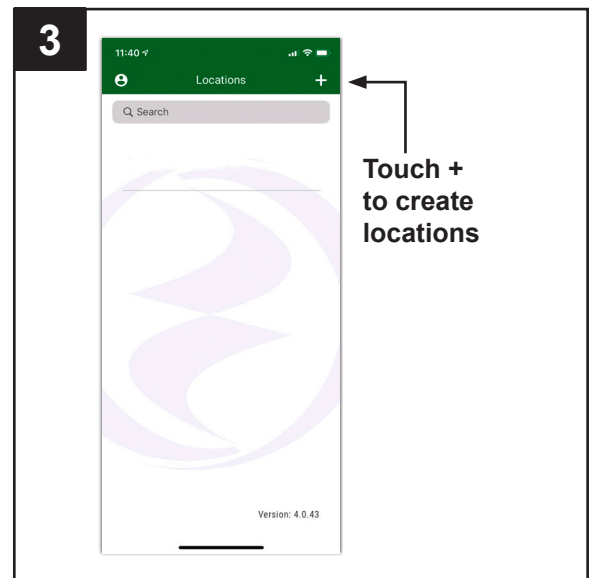 3
11:40
Locations +
Search
Touch +
to create
locations
Version: 4.0.43